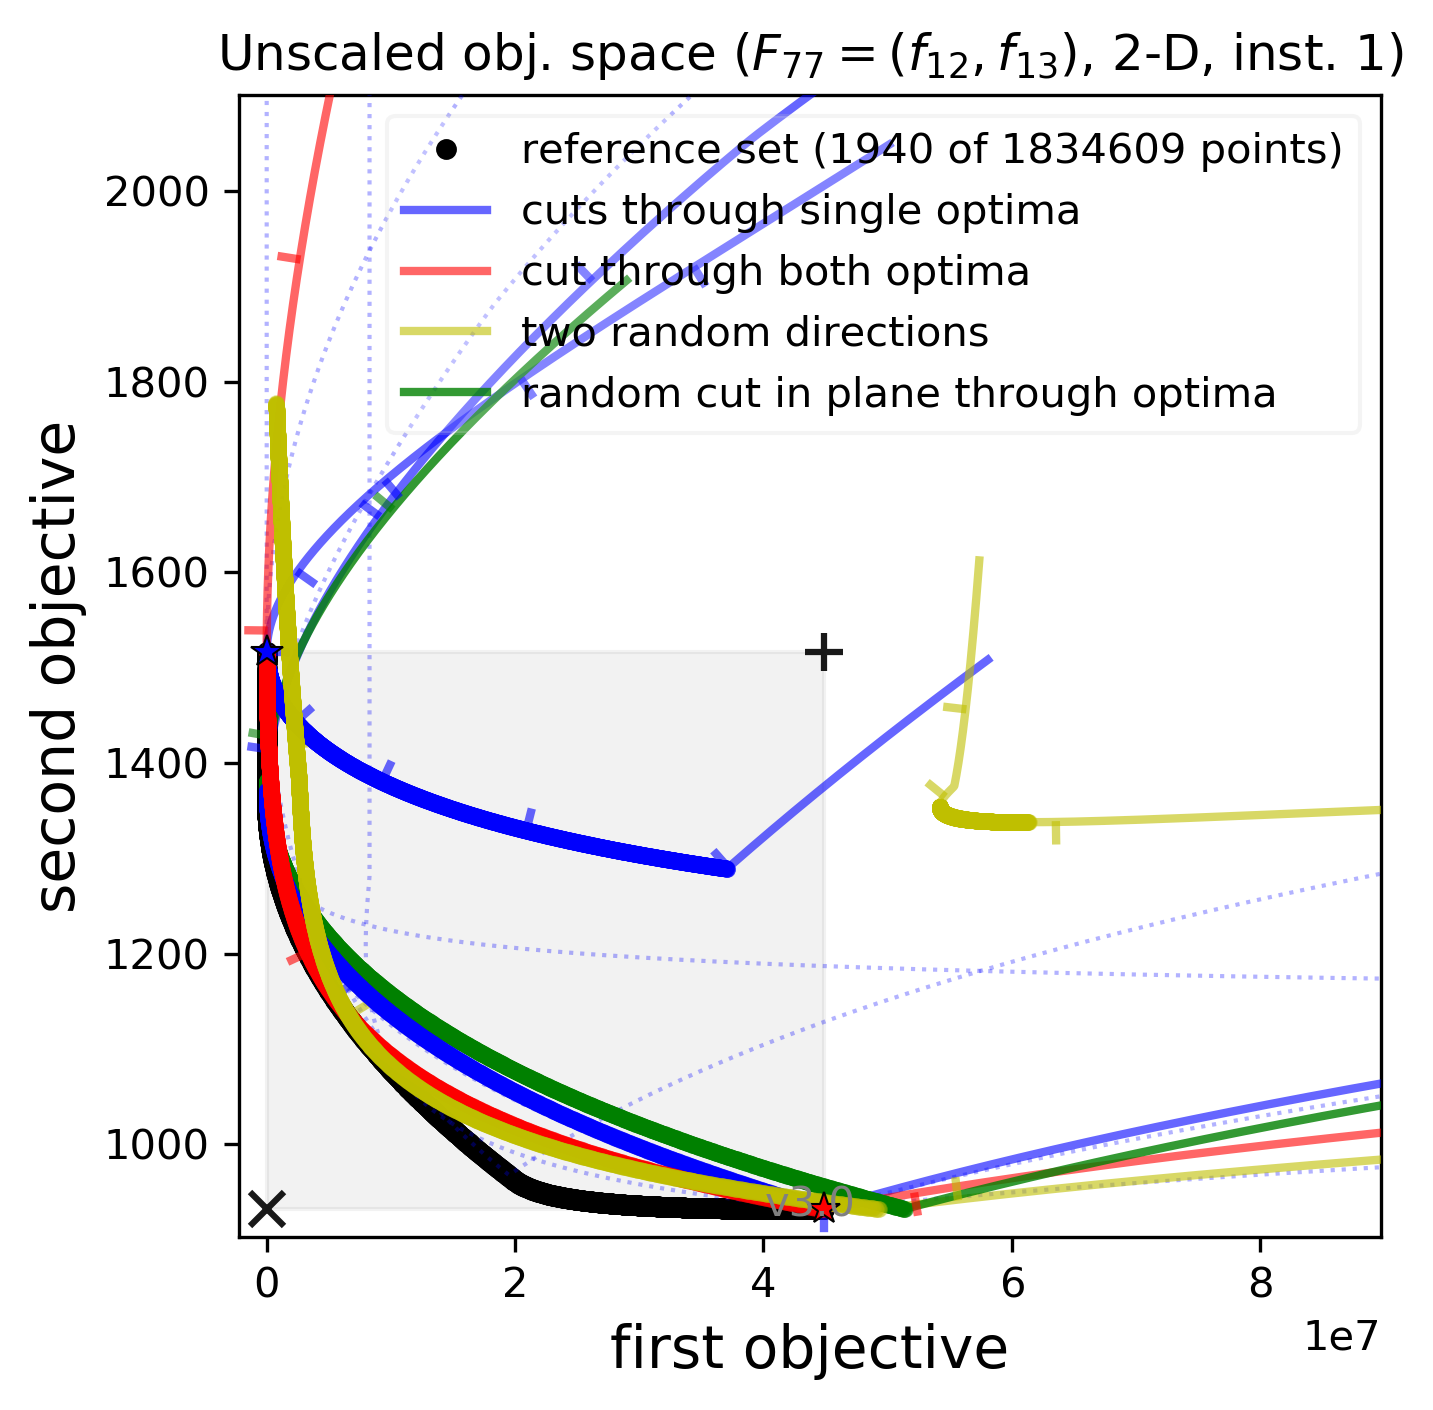 Unscaled obj. space (F₇₇ = (f₁₂, f₁₃), 2-D, inst. 1)
reference set (1940 of 1834609 points)
cuts through single optima
cut through both optima
two random directions
random cut in plane through optima
second objective
2000
1800
1600
1400
1200
1000
v3.0
0 2 4 6 8
1e7
first objective